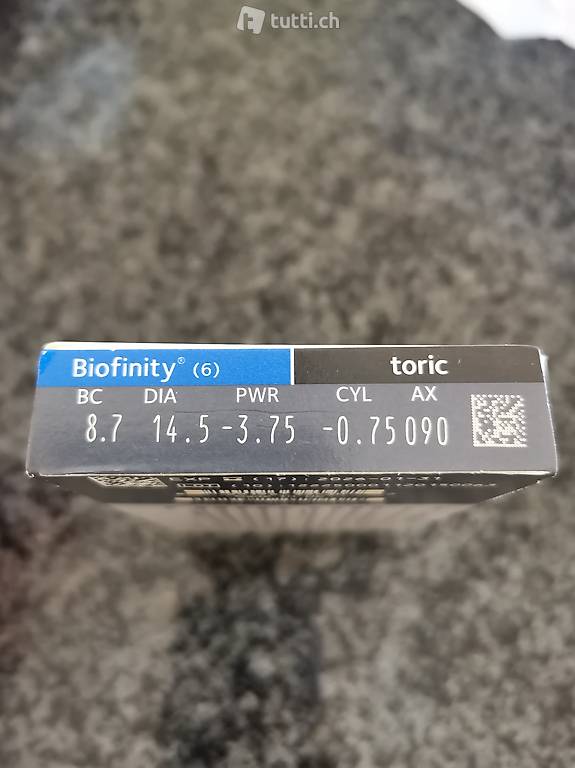 tutti.ch
Biofinity® (6) toric
BC DIA PWR CYL AX
8.7 14.5 -3.75 -0.75 090